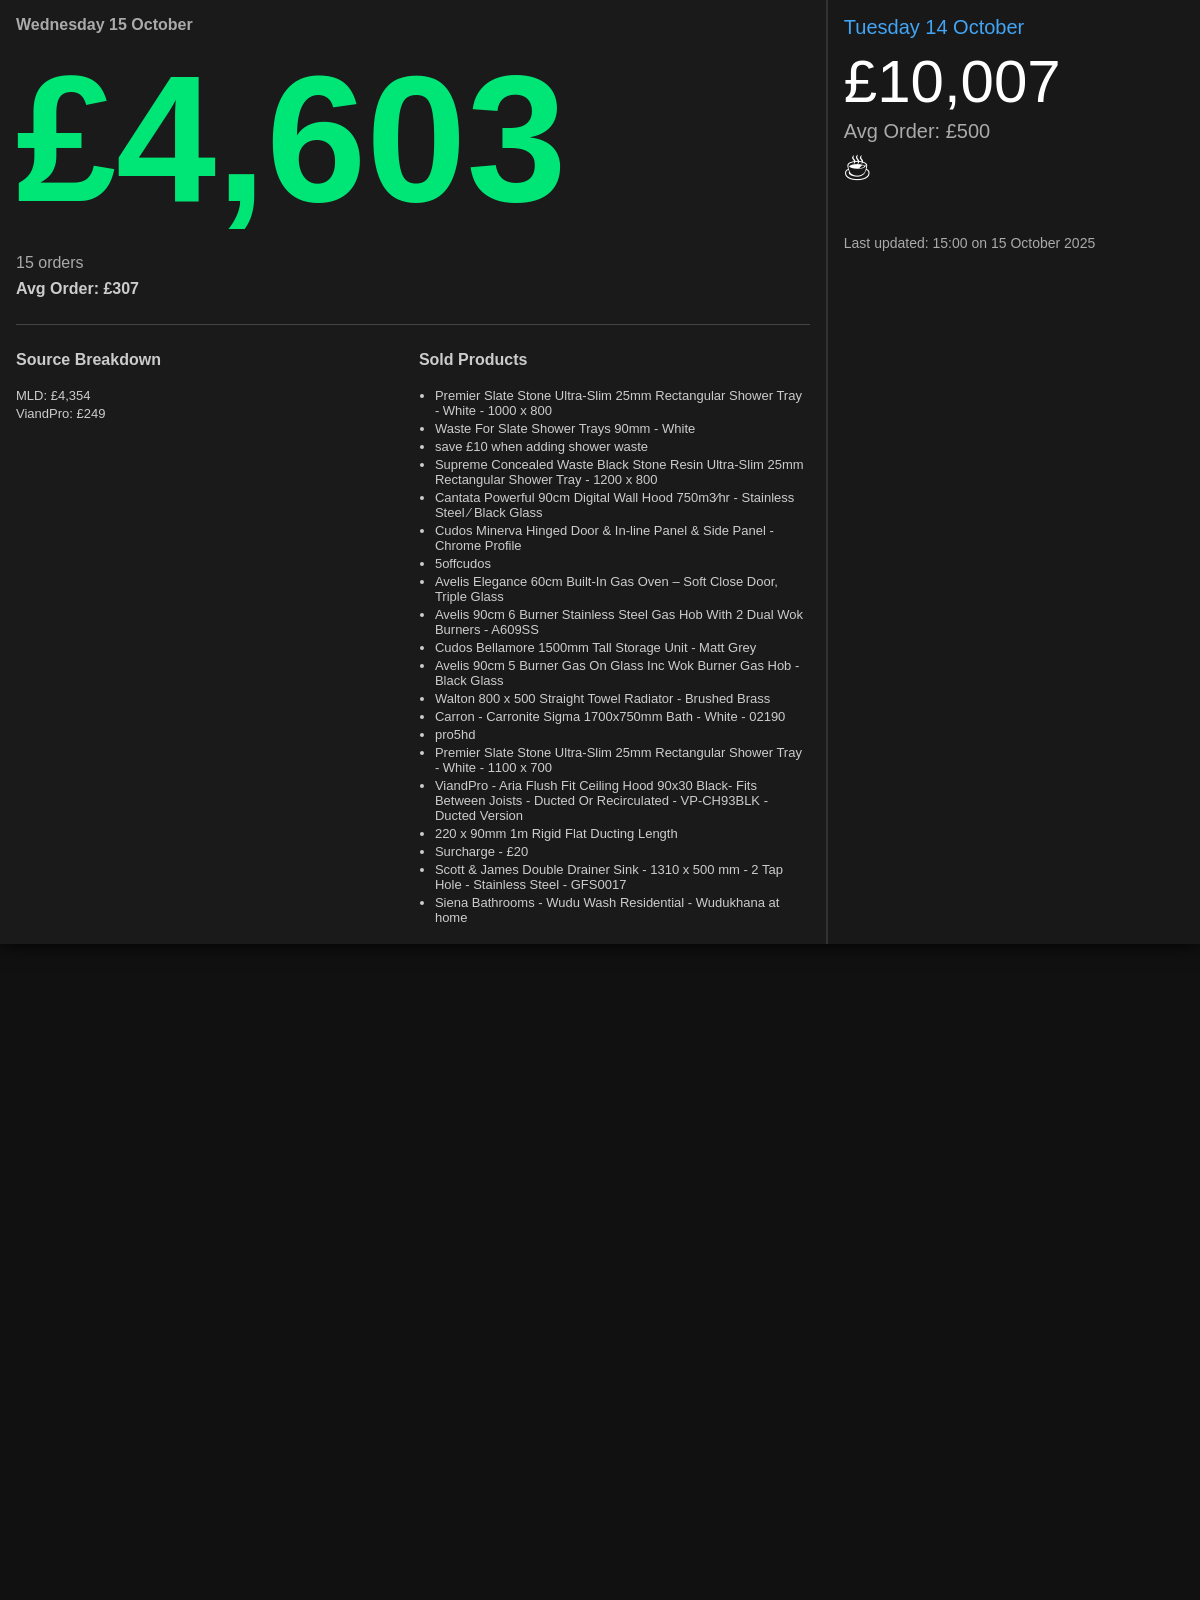 Wednesday 15 October
£4,603
15 orders
Avg Order: £307
Source Breakdown
MLD: £4,354
ViandPro: £249
Sold Products
• Premier Slate Stone Ultra-Slim 25mm Rectangular Shower Tray
- White - 1000 x 800
• Waste For Slate Shower Trays 90mm - White
• save £10 when adding shower waste
• Supreme Concealed Waste Black Stone Resin Ultra-Slim 25mm
Rectangular Shower Tray - 1200 x 800
• Cantata Powerful 90cm Digital Wall Hood 750m3⁄hr - Stainless
Steel ⁄ Black Glass
• Cudos Minerva Hinged Door & In-line Panel & Side Panel -
Chrome Profile
• 5offcudos
• Avelis Elegance 60cm Built-In Gas Oven – Soft Close Door,
Triple Glass
• Avelis 90cm 6 Burner Stainless Steel Gas Hob With 2 Dual Wok
Burners - A609SS
• Cudos Bellamore 1500mm Tall Storage Unit - Matt Grey
• Avelis 90cm 5 Burner Gas On Glass Inc Wok Burner Gas Hob -
Black Glass
• Walton 800 x 500 Straight Towel Radiator - Brushed Brass
• Carron - Carronite Sigma 1700x750mm Bath - White - 02190
• pro5hd
• Premier Slate Stone Ultra-Slim 25mm Rectangular Shower Tray
- White - 1100 x 700
• ViandPro - Aria Flush Fit Ceiling Hood 90x30 Black- Fits
Between Joists - Ducted Or Recirculated - VP-CH93BLK -
Ducted Version
• 220 x 90mm 1m Rigid Flat Ducting Length
• Surcharge - £20
• Scott & James Double Drainer Sink - 1310 x 500 mm - 2 Tap
Hole - Stainless Steel - GFS0017
• Siena Bathrooms - Wudu Wash Residential - Wudukhana at
home
Tuesday 14 October
£10,007
Avg Order: £500
Last updated: 15:00 on 15 October 2025